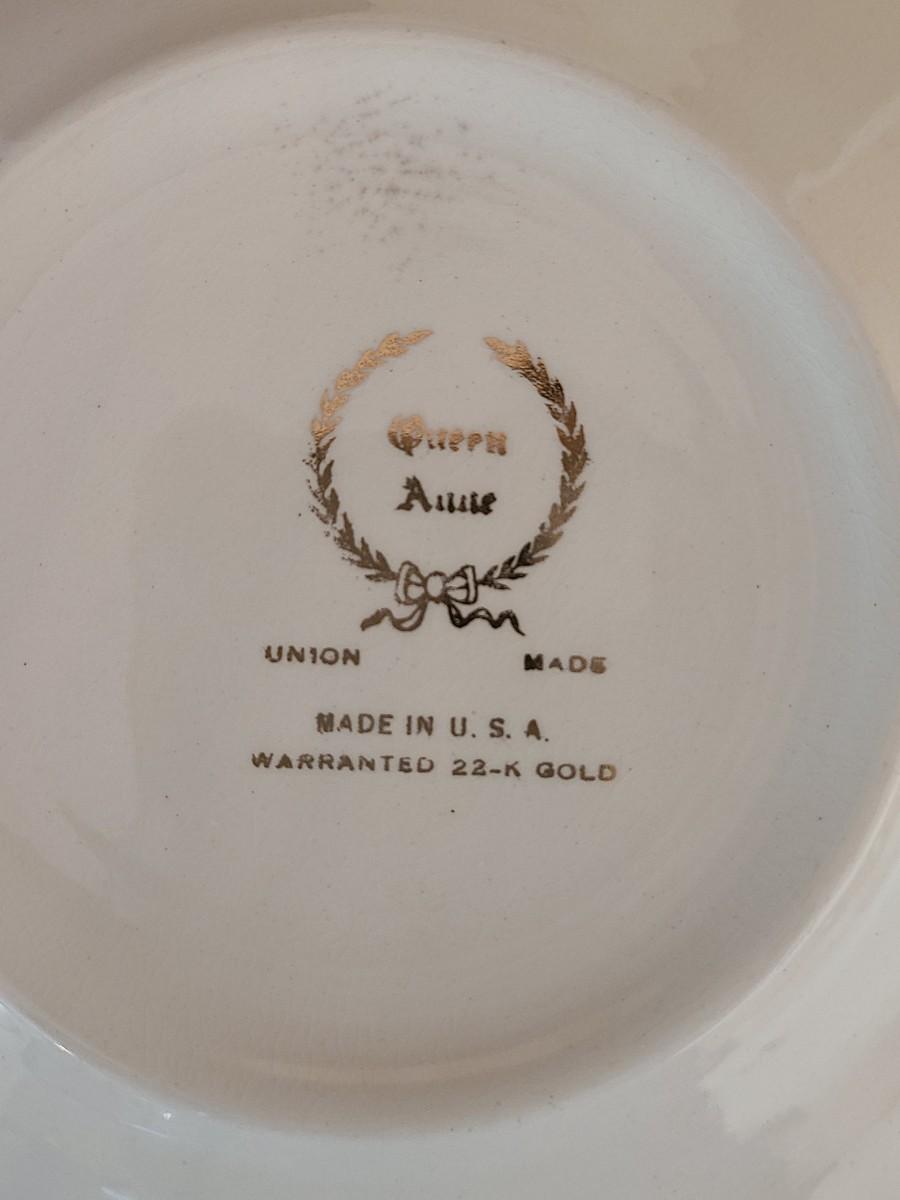 Queen
Anne
UNION MADE
MADE IN U. S. A.
WARRANTED 22-K GOLD